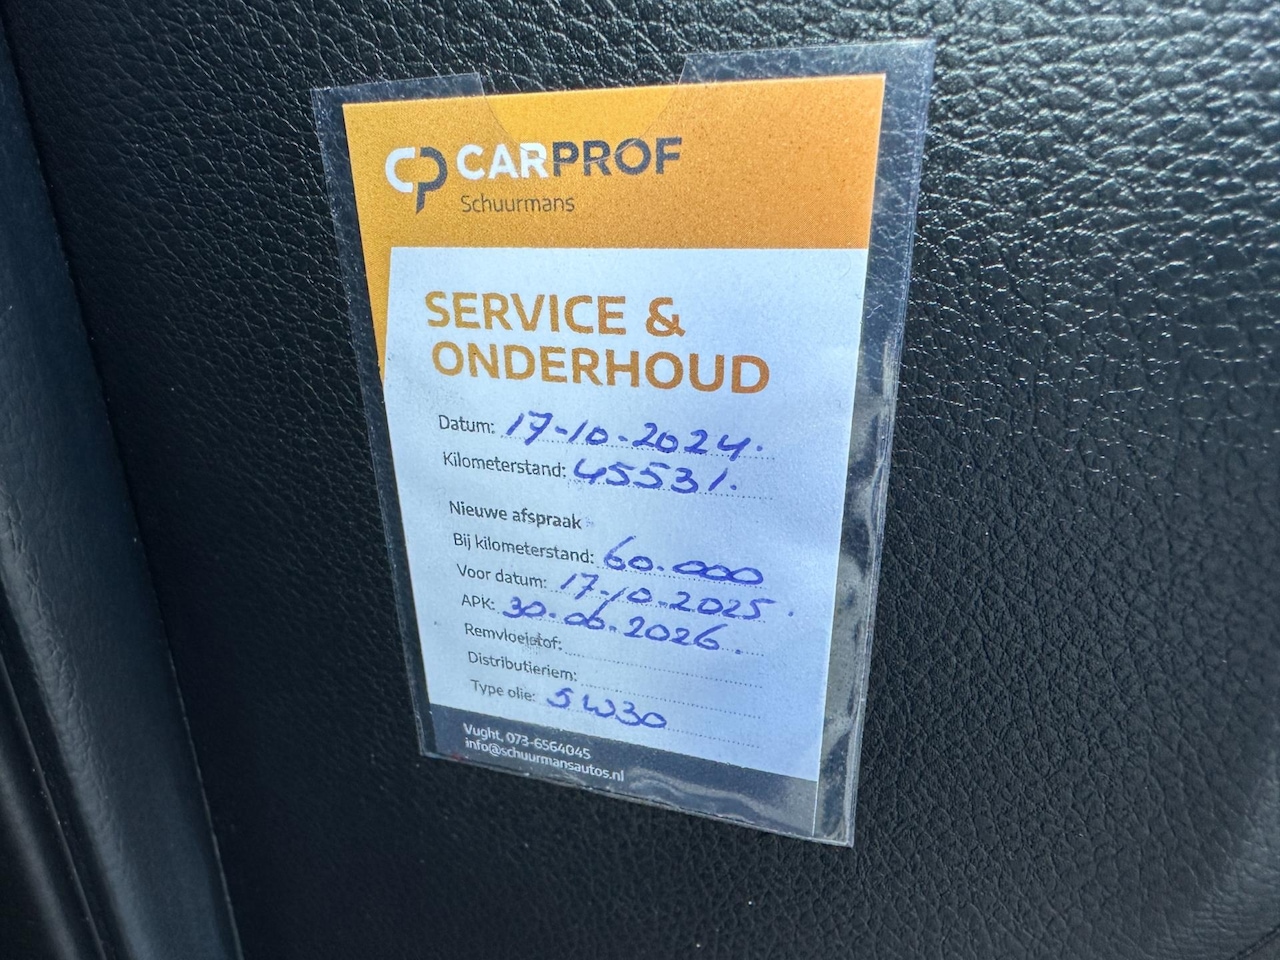 CP CARPROF
Schuurmans
SERVICE &
ONDERHOUD
Datum: 17-10-2024.
Kilometerstand: 45531.
Nieuwe afspraak
Bij kilometerstand: 60.000
Voor datum: 17-10-2025.
APK: 30-06-2026.
Remvloeistof:
Distributieriem:
Type olie: 5W30
Vught, 073-6564045
info@schuurmansautos.nl